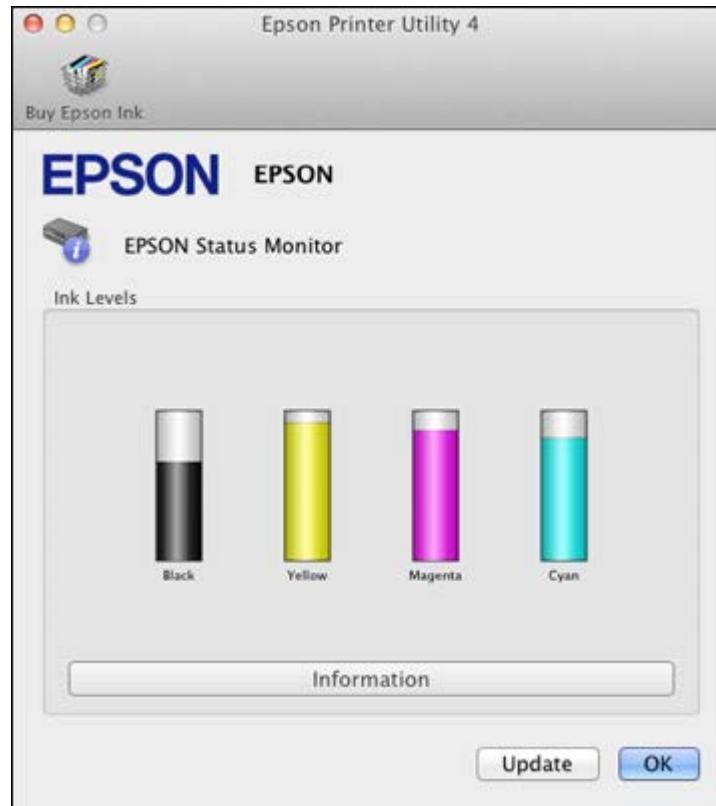 Epson Printer Utility 4
Buy Epson Ink
EPSON EPSON
EPSON Status Monitor
Ink Levels
Black Yellow Magenta Cyan
Information
Update OK